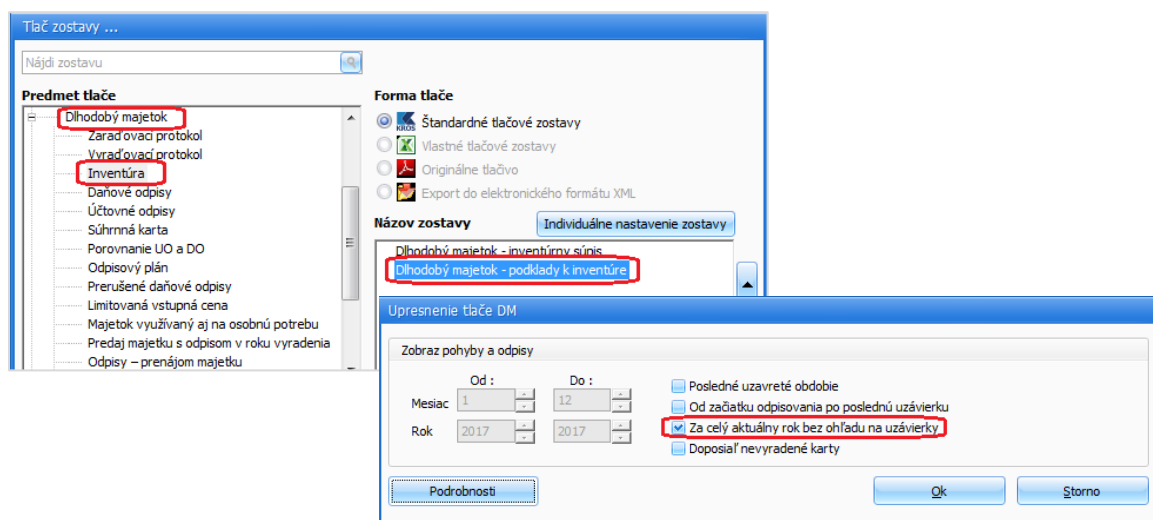 Tlač zostavy ...
Nájdi zostavu
Predmet tlače
Dlhodobý majetok
Zaraďovací protokol
Vyraďovací protokol
Inventúra
Daňové odpisy
Účtovné odpisy
Súhrnná karta
Porovnanie UO a DO
Odpisový plán
Prerušené daňové odpisy
Limitovaná vstupná cena
Majetok využívaný aj na osobnú potrebu
Predaj majetku s odpisom v roku vyradenia
Odpisy – prenájom majetku
Forma tlače
KROS Štandardné tlačové zostavy
Vlastné tlačové zostavy
Originálne tlačivo
Export do elektronického formátu XML
Názov zostavy
Individuálne nastavenie zostavy
Dlhodobý majetok - inventúrny súpis
Dlhodobý majetok - podklady k inventúre
Upresnenie tlače DM
Zobraz pohyby a odpisy
Od : Do :
Mesiac 1 12
Rok 2017 2017
Posledné uzavreté obdobie
Od začiatku odpisovania po poslednú uzávierku
Za celý aktuálny rok bez ohľadu na uzávierky
Doposiaľ nevyradené karty
Podrobnosti
Ok
Storno